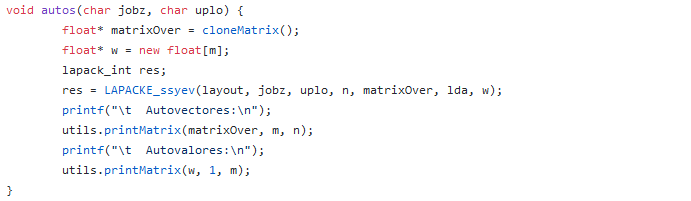 void autos(char jobz, char uplo) {
        float* matrixOver = cloneMatrix();
        float* w = new float[m];
        lapack_int res;
        res = LAPACKE_ssyev(layout, jobz, uplo, n, matrixOver, lda, w);
        printf("\t  Autovectores:\n");
        utils.printMatrix(matrixOver, m, n);
        printf("\t  Autovalores:\n");
        utils.printMatrix(w, 1, m);
}